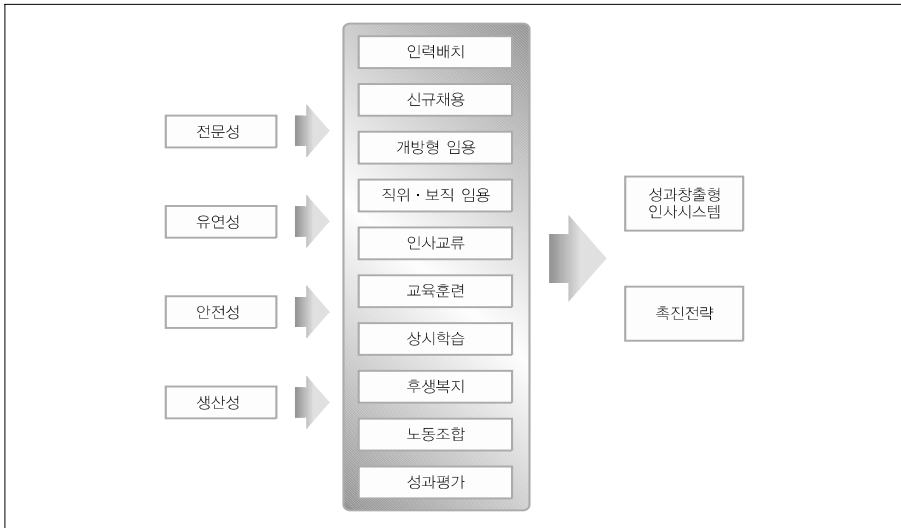 전문성
유연성
안전성
생산성
인력배치
신규채용
개방형 임용
직위 · 보직 임용
인사교류
교육훈련
상시학습
후생복지
노동조합
성과평가
성과창출형
인사시스템
촉진전략